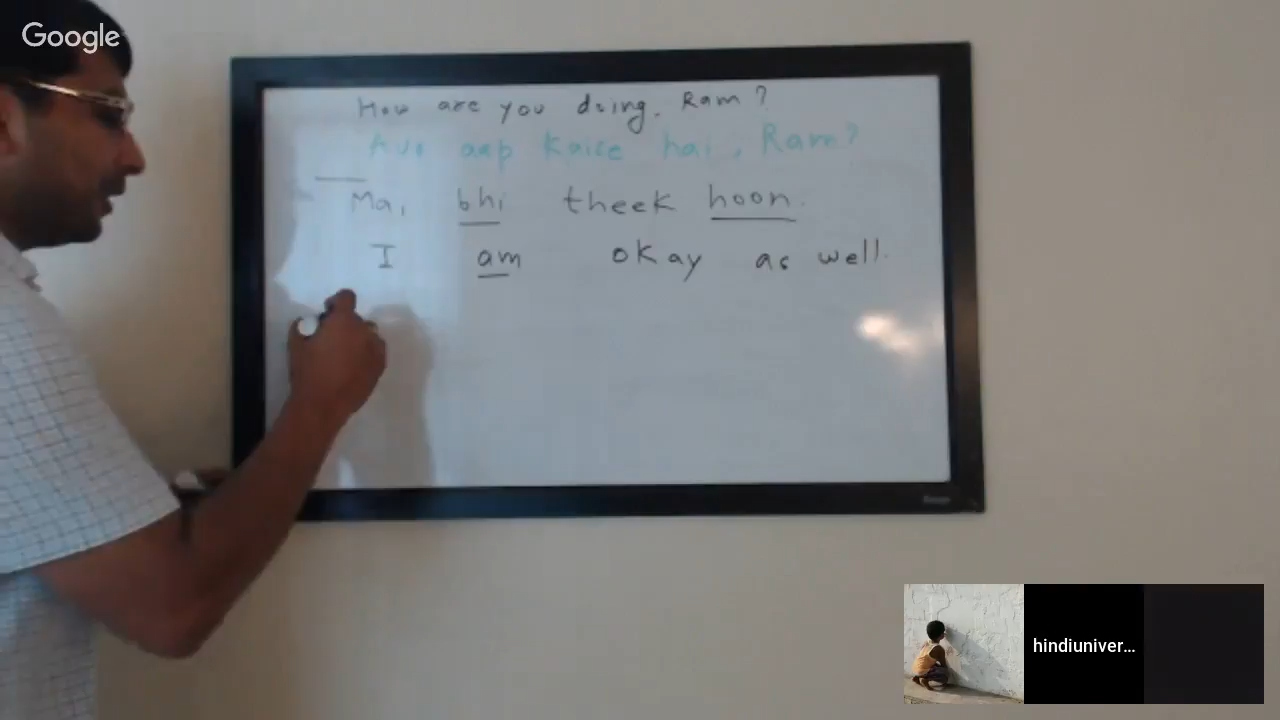 Google
How are you doing, Ram?
Aur aap kaise hai, Ram?
Mai bhi theek hoon.
I am okay as well.
hindiuniver...